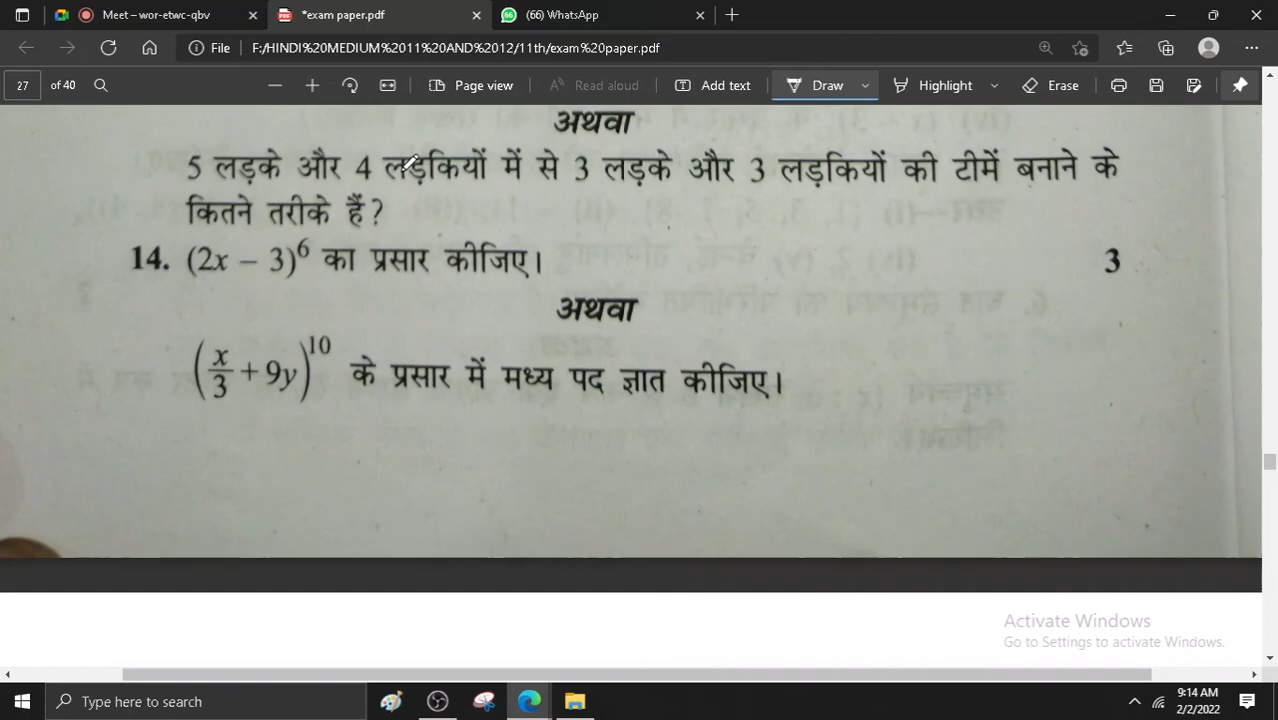 Meet – wor-etwc-qbv
*exam paper.pdf
(66) WhatsApp
File F:/HINDI%20MEDIUM%2011%20AND%2012/11th/exam%20paper.pdf
27 of 40 Page view Read aloud Add text Draw Highlight Erase
अथवा
5 लड़के और 4 लड़कियों में से 3 लड़के और 3 लड़कियों की टीमें बनाने के
कितने तरीके हैं?
14. (2x – 3)⁶ का प्रसार कीजिए। 3
अथवा
(x/3 + 9y)¹⁰ के प्रसार में मध्य पद ज्ञात कीजिए।
Activate Windows
Go to Settings to activate Windows.
Type here to search
9:14 AM
2/2/2022